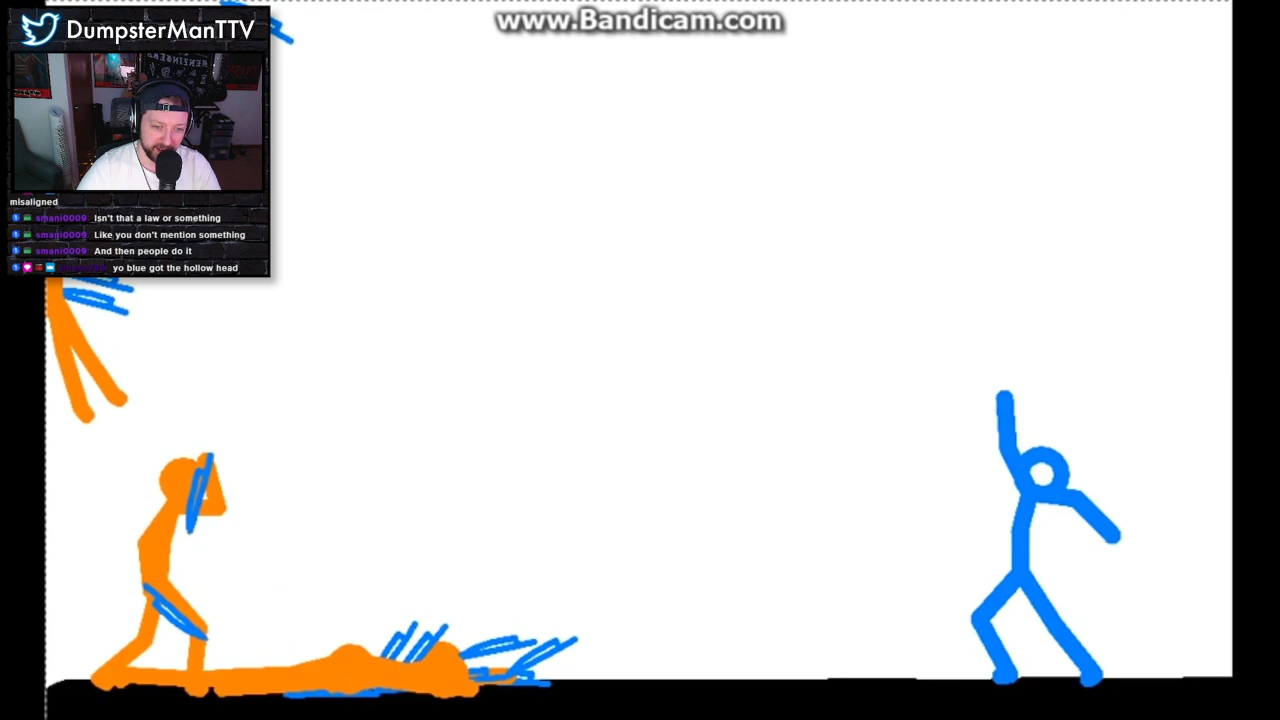 DumpsterManTTV
www.Bandicam.com
misaligned
smani0009 Isn't that a law or something
smani0009 Like you don't mention something
smani0009 And then people do it
yo blue got the hollow head